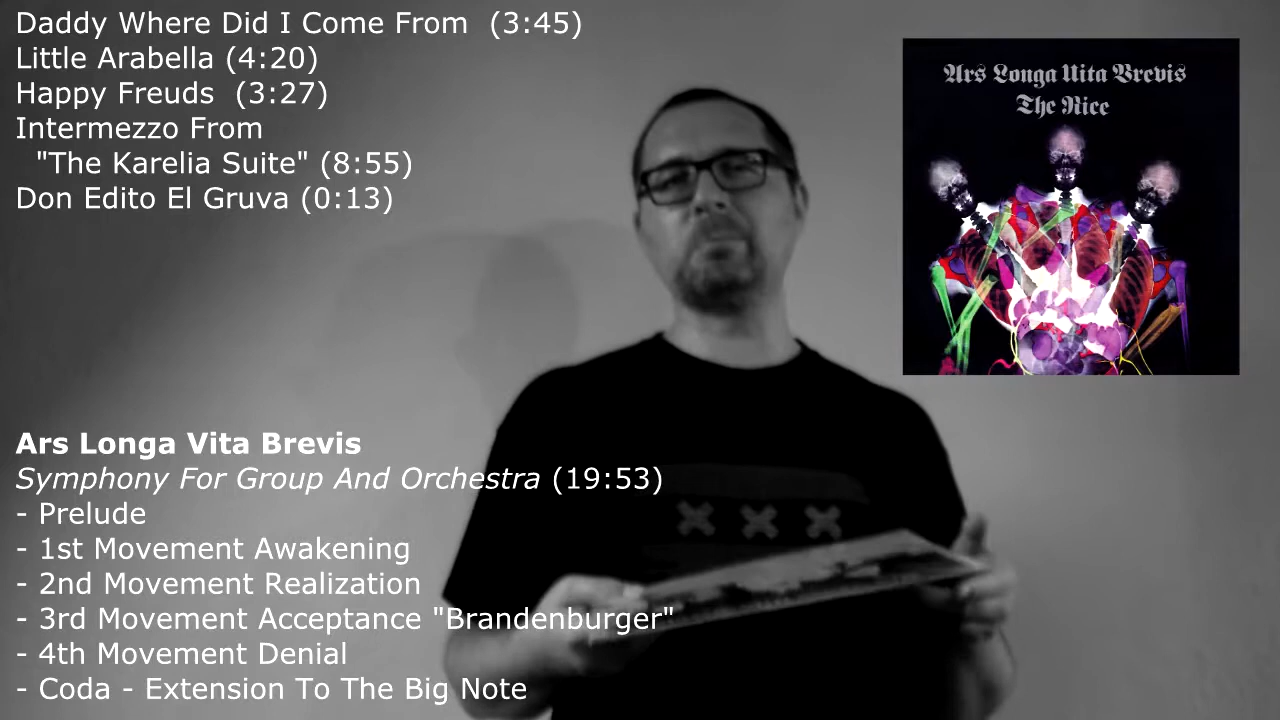 Daddy Where Did I Come From (3:45)
Little Arabella (4:20)
Happy Freuds (3:27)
Intermezzo From
"The Karelia Suite" (8:55)
Don Edito El Gruva (0:13)
Ars Longa Vita Brevis
The Nice
Ars Longa Vita Brevis
Symphony For Group And Orchestra (19:53)
- Prelude
- 1st Movement Awakening
- 2nd Movement Realization
- 3rd Movement Acceptance "Brandenburger"
- 4th Movement Denial
- Coda - Extension To The Big Note